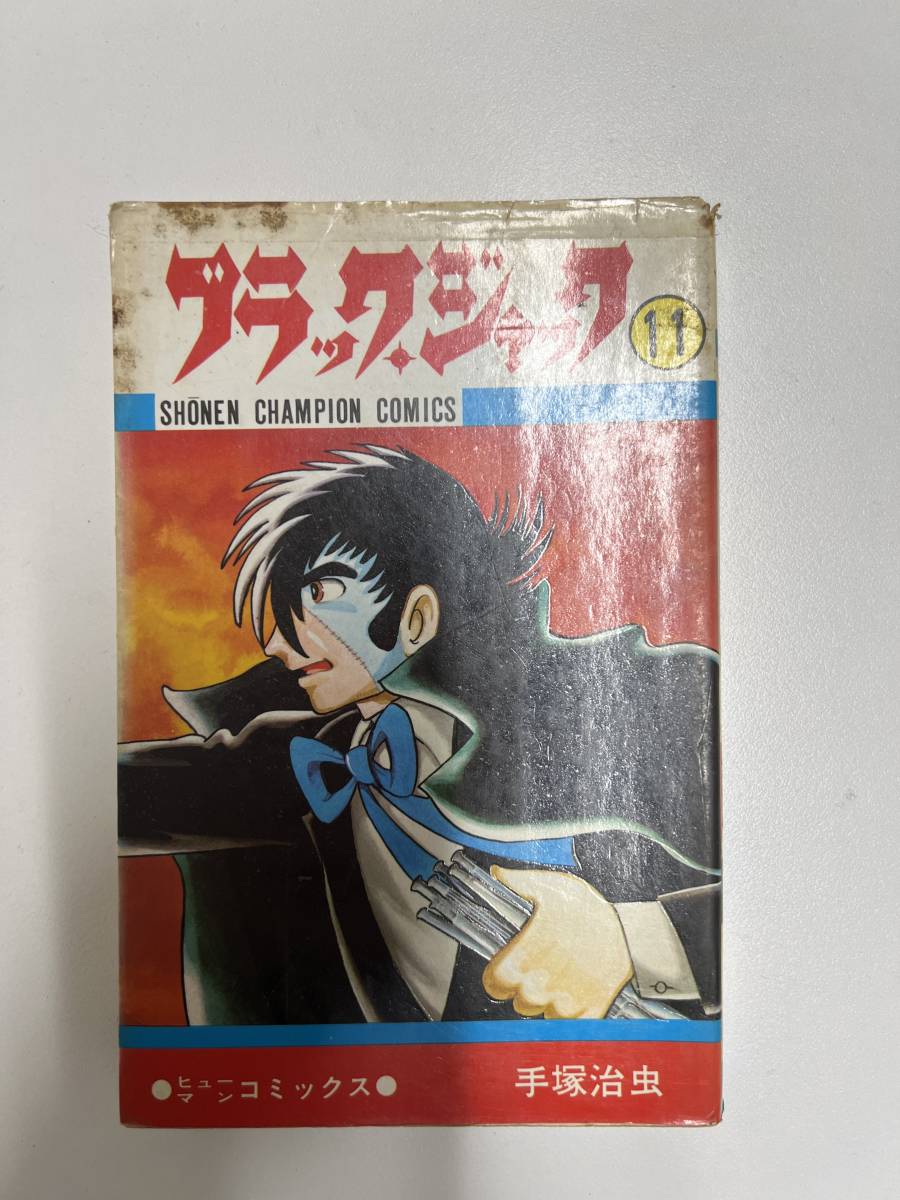 ブラック・ジャック
11
SHŌNEN CHAMPION COMICS
●ヒューマンコミックス●
手塚治虫